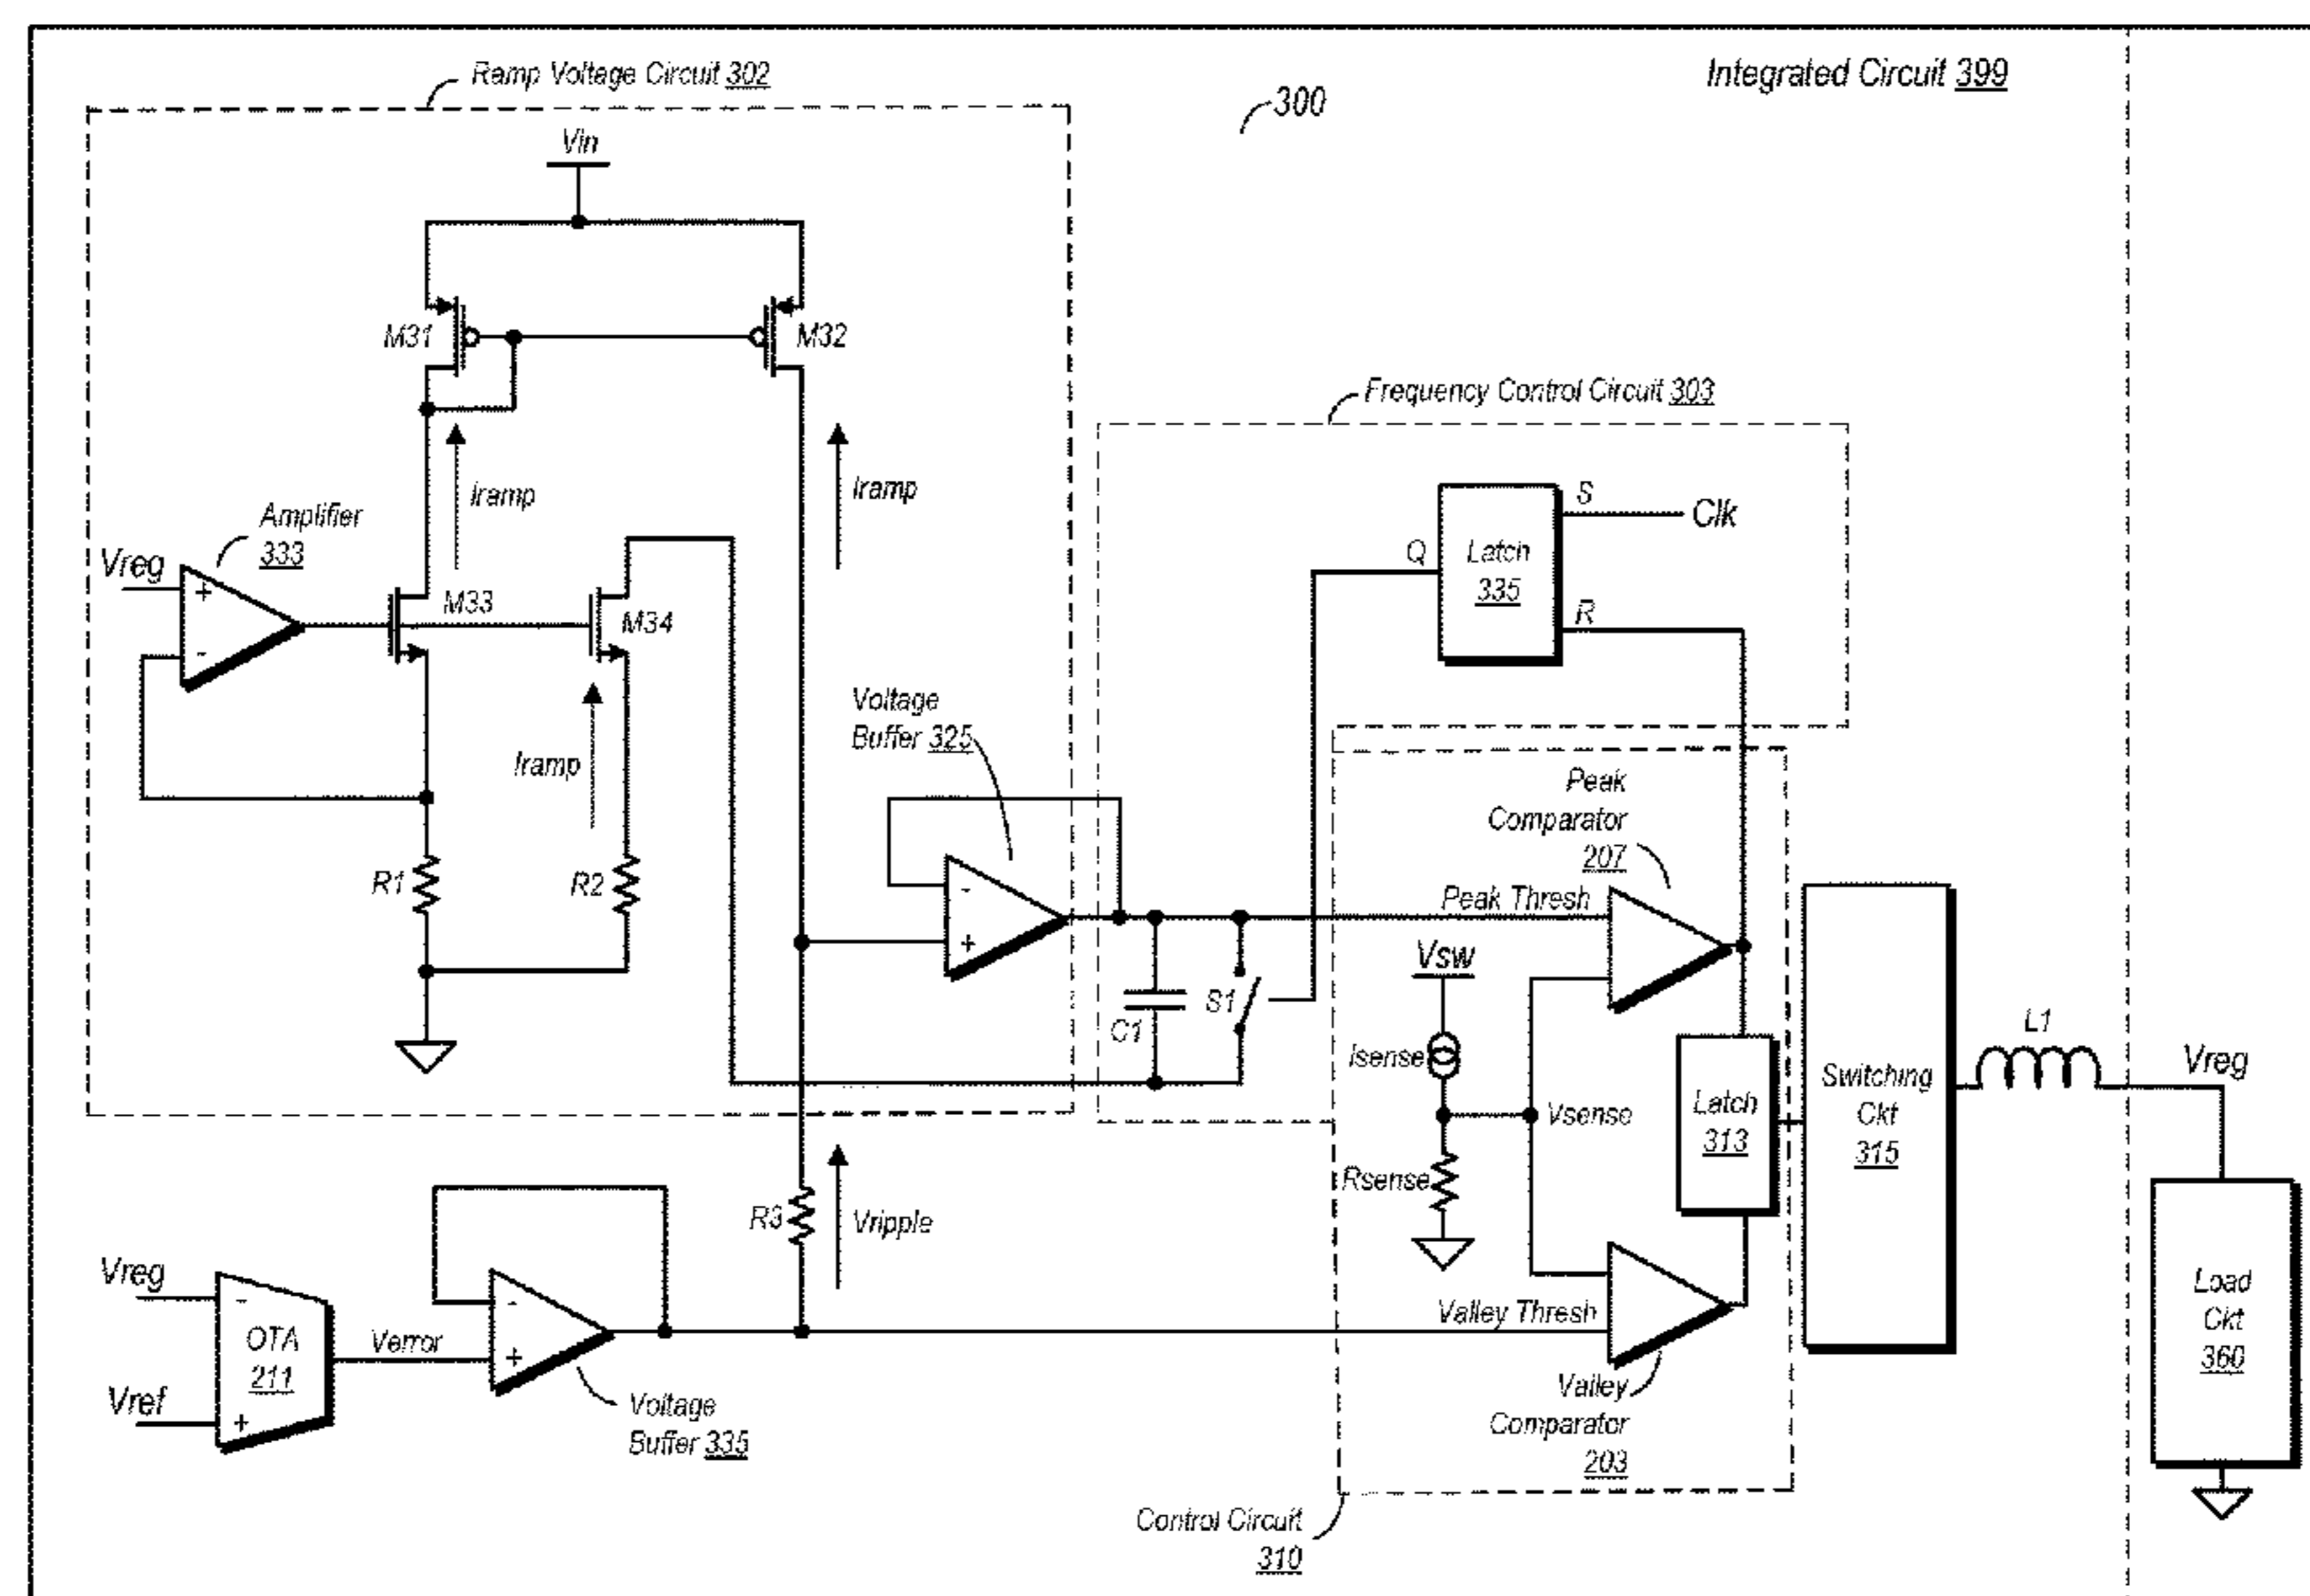 Ramp Voltage Circuit 302
Integrated Circuit 399
300
Vin
M31
M32
Frequency Control Circuit 303
Iramp
Iramp
Amplifier
333
Vreg
+
-
M33
M34
Q
Latch
335
S
Clk
R
Voltage
Buffer 325
Iramp
R1
R2
-
+
Peak
Comparator
207
Peak Thresh
Vsw
C1
S1
Isense
Vsense
Rsense
Latch
313
Switching
Ckt
315
L1
Vreg
R3
Vripple
Vreg
-
OTA
211
Vref
+
Verror
-
+
Voltage
Buffer 335
Valley Thresh
Valley
Comparator
203
Load
Ckt
360
Control Circuit
310